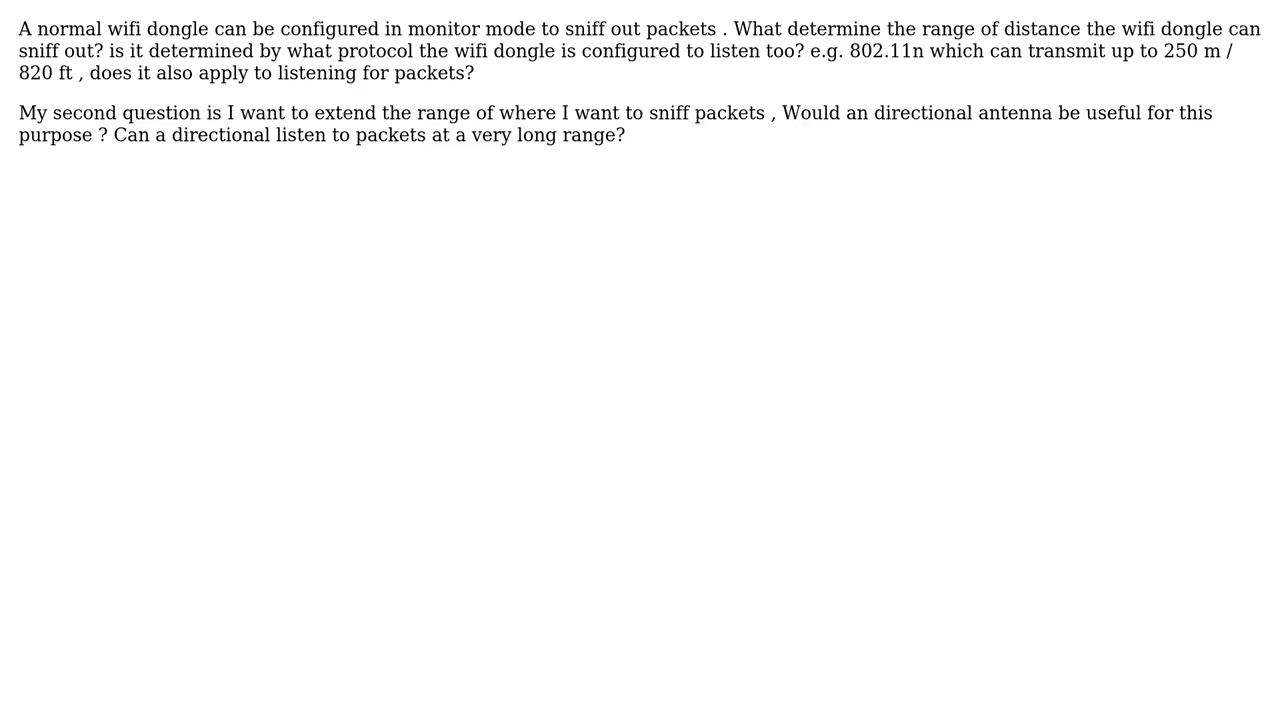 A normal wifi dongle can be configured in monitor mode to sniff out packets . What determine the range of distance the wifi dongle can
sniff out? is it determined by what protocol the wifi dongle is configured to listen too? e.g. 802.11n which can transmit up to 250 m /
820 ft , does it also apply to listening for packets?
My second question is I want to extend the range of where I want to sniff packets , Would an directional antenna be useful for this
purpose ? Can a directional listen to packets at a very long range?